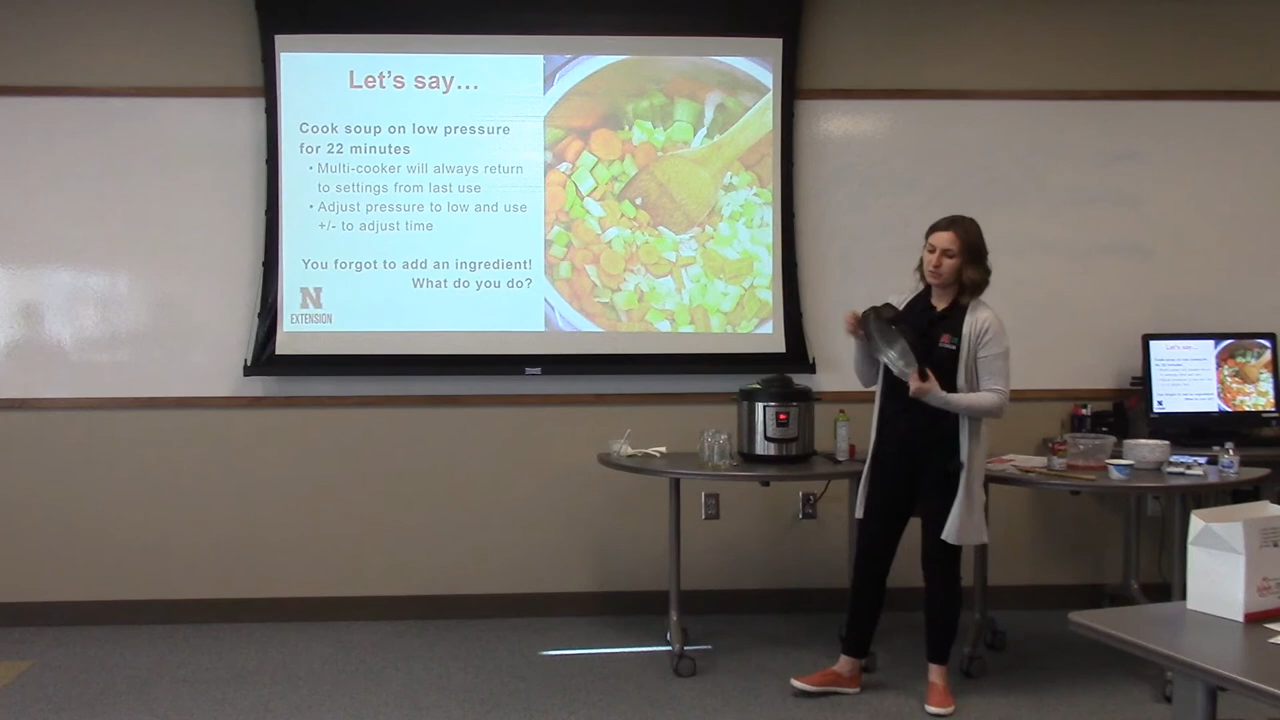 Let's say…
Cook soup on low pressure
for 22 minutes
• Multi-cooker will always return
to settings from last use
• Adjust pressure to low and use
+/- to adjust time
You forgot to add an ingredient!
What do you do?
N
EXTENSION
Let's say…